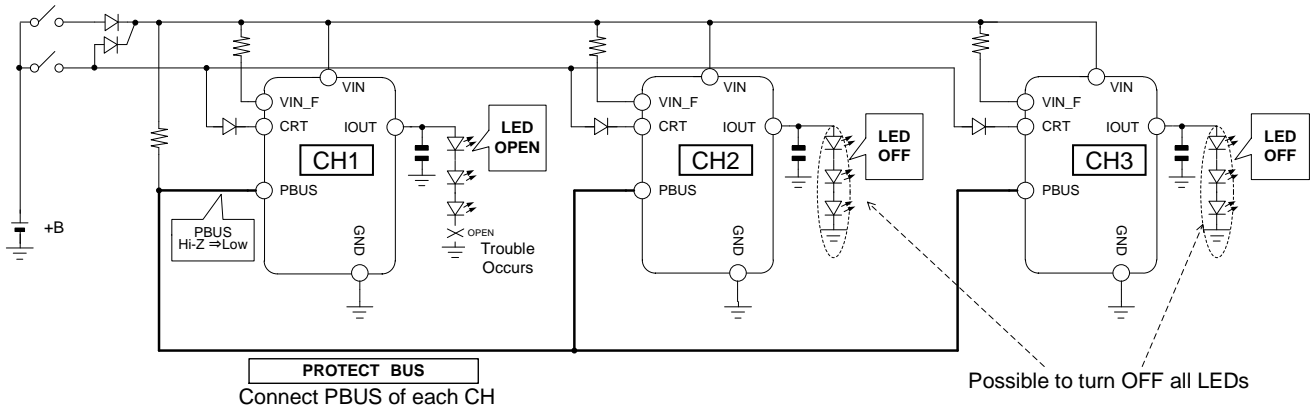 VIN
VIN_F
CRT
IOUT
CH1
PBUS
GND
LED
OPEN
PBUS
Hi-Z ⇒Low
OPEN
Trouble
Occurs
+B
VIN
VIN_F
CRT
IOUT
CH2
PBUS
GND
LED
OFF
VIN
VIN_F
CRT
IOUT
CH3
PBUS
GND
LED
OFF
PROTECT BUS
Connect PBUS of each CH
Possible to turn OFF all LEDs